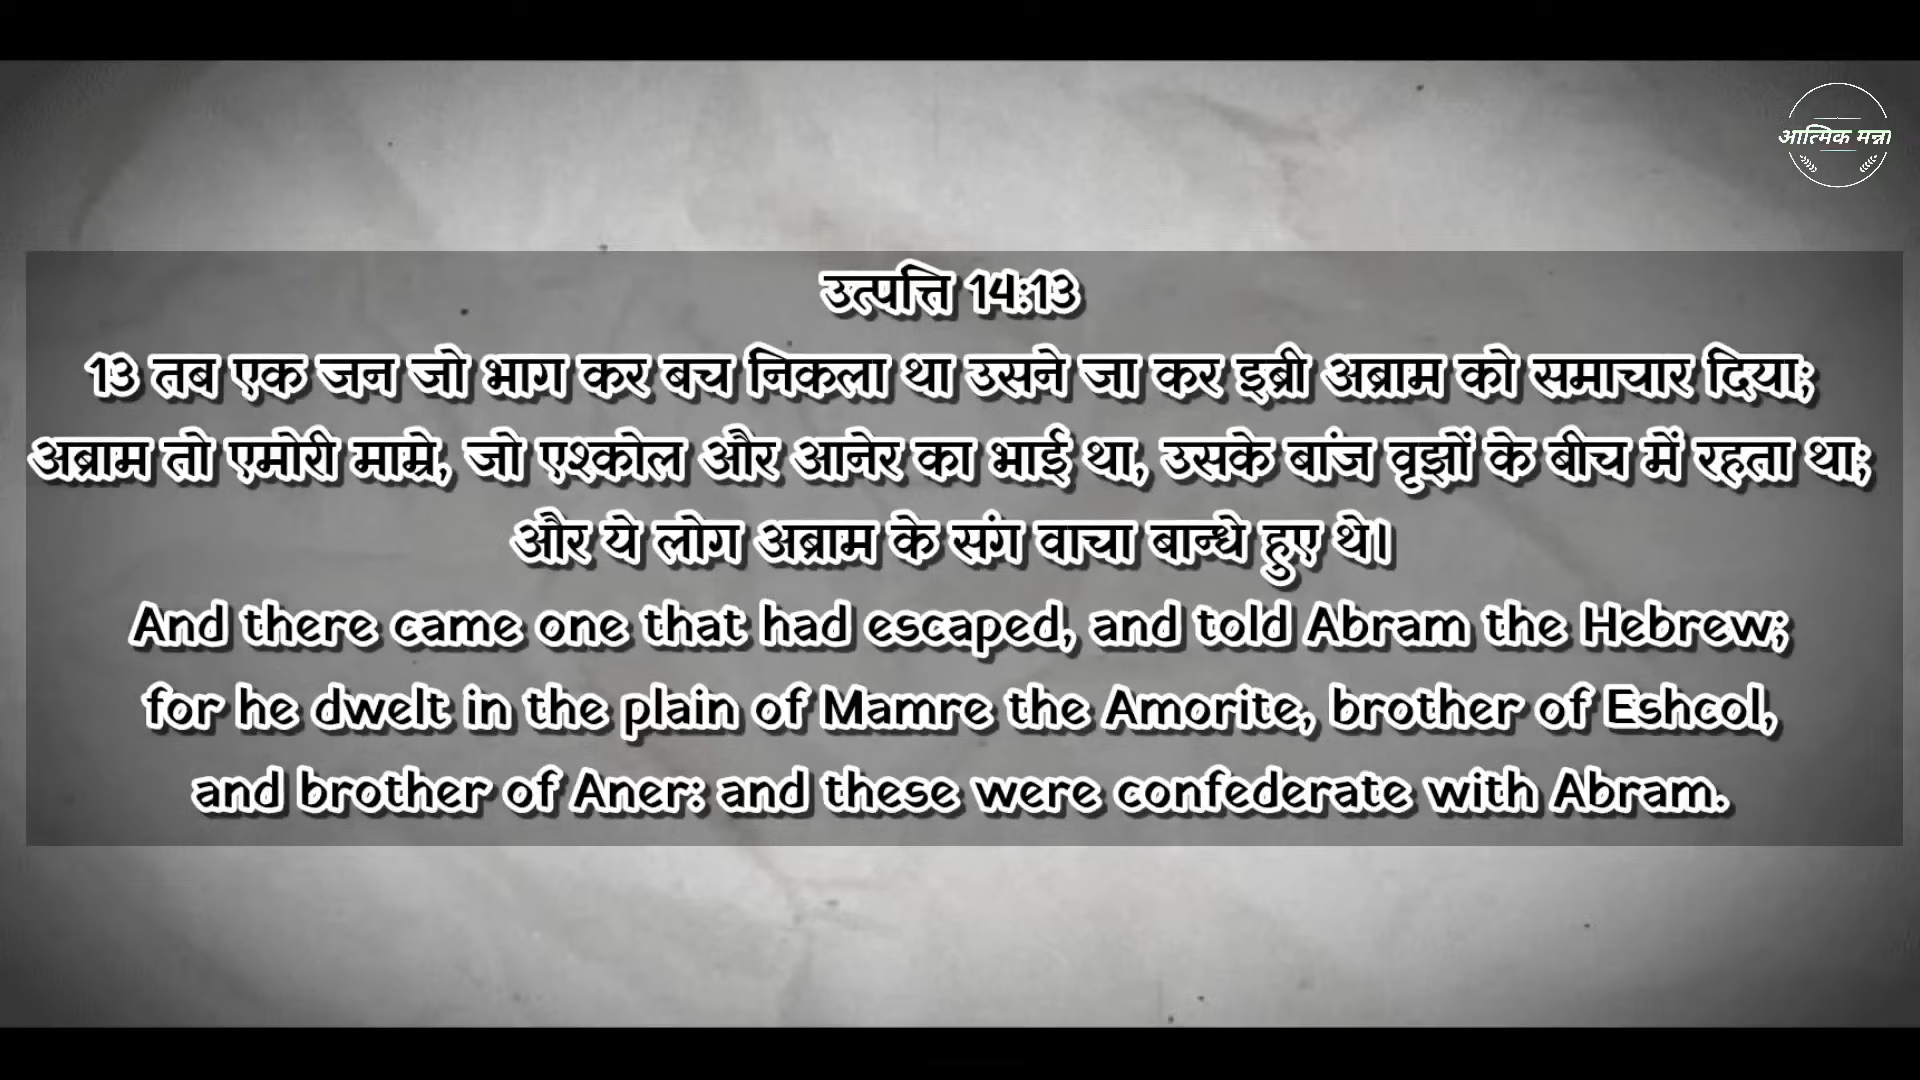 आत्मिक मन्ना
उत्पत्ति 14:13
13 तब एक जन जो भाग कर बच निकला था उसने जा कर इब्री अब्राम को समाचार दिया;
अब्राम तो एमोरी माम्रे, जो एश्कोल और आनेर का भाई था, उसके बांज वृझों के बीच में रहता था;
और ये लोग अब्राम के संग वाचा बान्धे हुए थे।
And there came one that had escaped, and told Abram the Hebrew;
for he dwelt in the plain of Mamre the Amorite, brother of Eshcol,
and brother of Aner: and these were confederate with Abram.